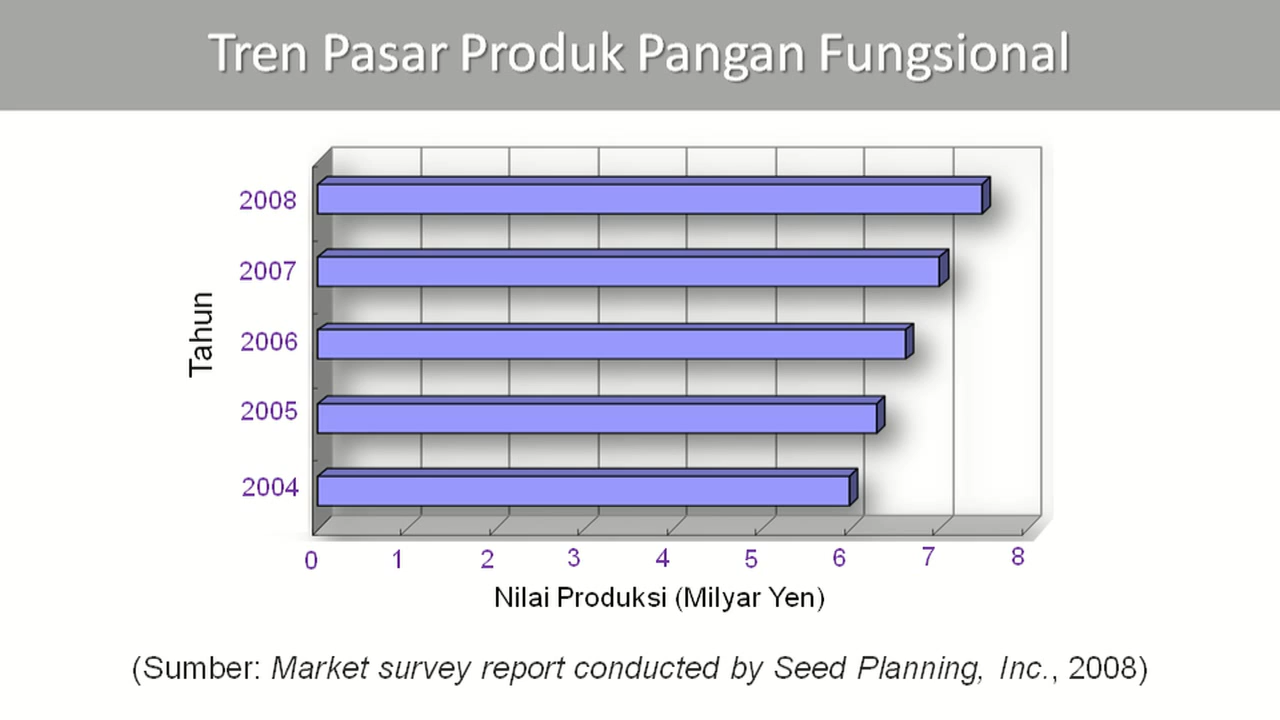 Tren Pasar Produk Pangan Fungsional
2008
2007
2006
2005
2004
Tahun
0 1 2 3 4 5 6 7 8
Nilai Produksi (Milyar Yen)
(Sumber: Market survey report conducted by Seed Planning, Inc., 2008)